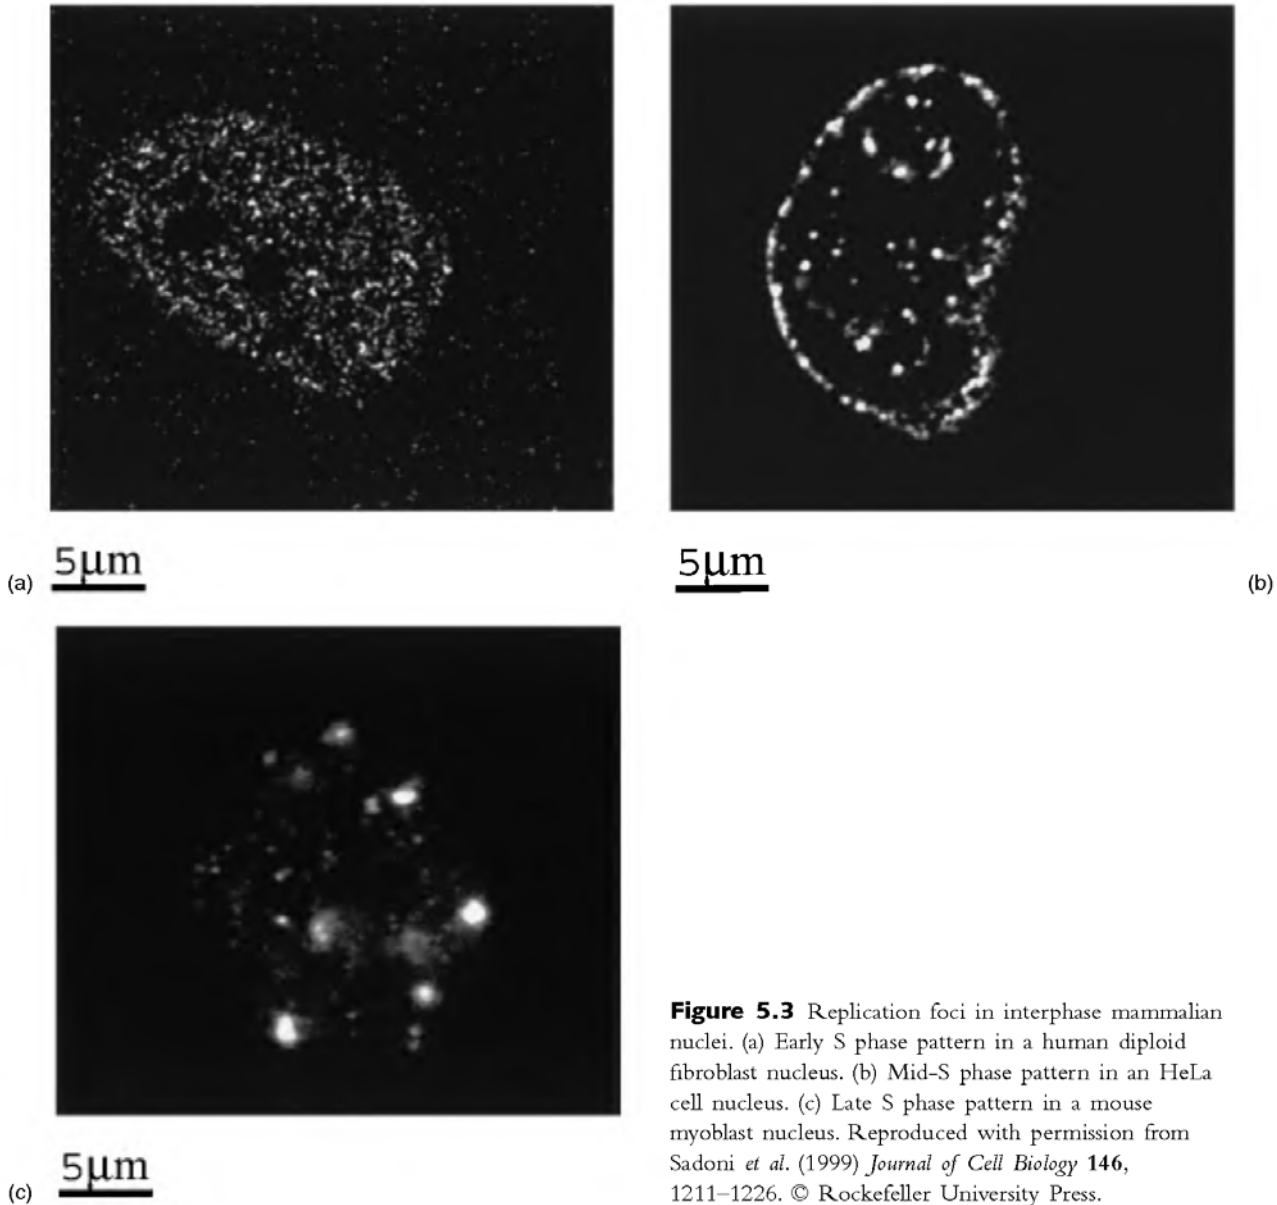 5μm
5μm
(a)
(b)
5μm
(c)
Figure 5.3 Replication foci in interphase mammalian
nuclei. (a) Early S phase pattern in a human diploid
fibroblast nucleus. (b) Mid-S phase pattern in an HeLa
cell nucleus. (c) Late S phase pattern in a mouse
myoblast nucleus. Reproduced with permission from
Sadoni et al. (1999) Journal of Cell Biology 146,
1211–1226. © Rockefeller University Press.